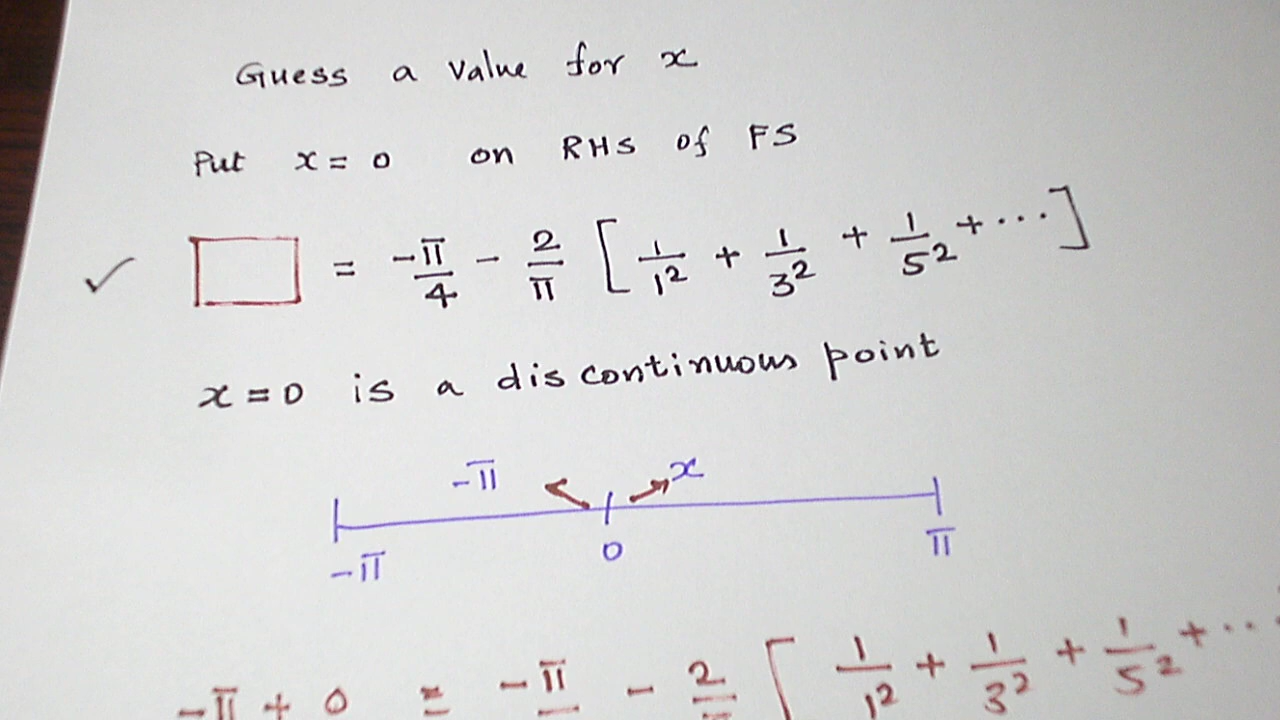 Guess a value for x
Put x = 0 on RHS of FS
✓ □ = -π/4 - 2/π [ 1/1² + 1/3² + 1/5² + ... ]
x = 0 is a discontinuous point
-π x
-π 0 π
-π + 0 = -π - 2 [ 1/1² + 1/3² + 1/5² + ...